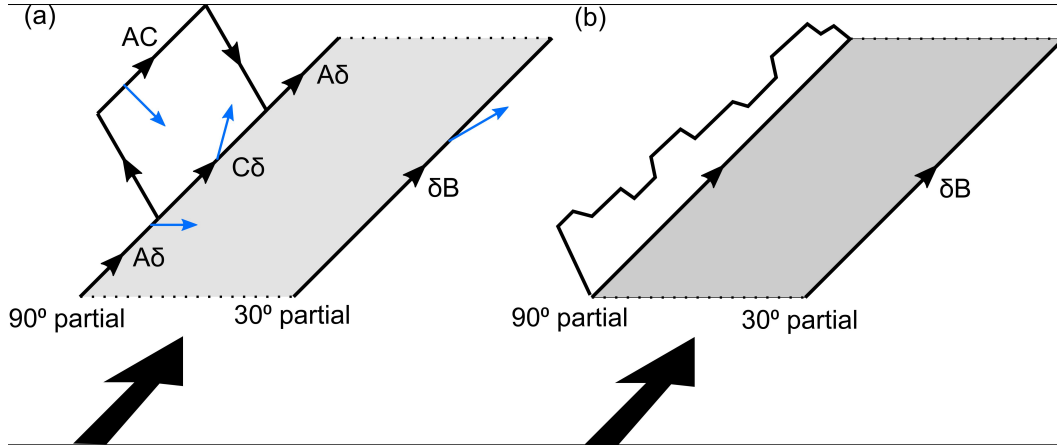 (a)
AC
Aδ
Cδ
δB
Aδ
90º partial
30º partial
(b)
δB
90º partial
30º partial